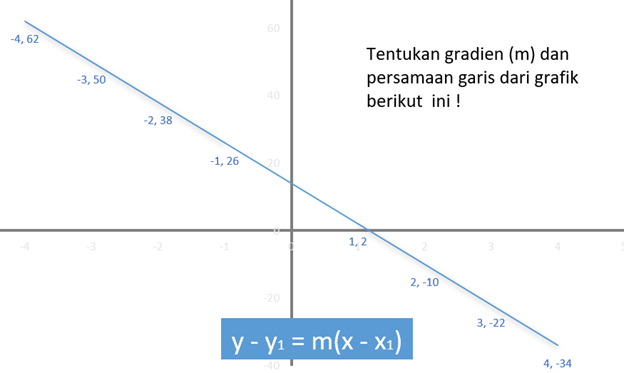 60
-4, 62
Tentukan gradien (m) dan
persamaan garis dari grafik
berikut ini !
-3, 50
40
-2, 38
-1, 26
20
0
-4 -3 -2 -1 0 1, 2 2 3 4 5
2, -10
-20
3, -22
y - y1 = m(x - x1)
-40
4, -34